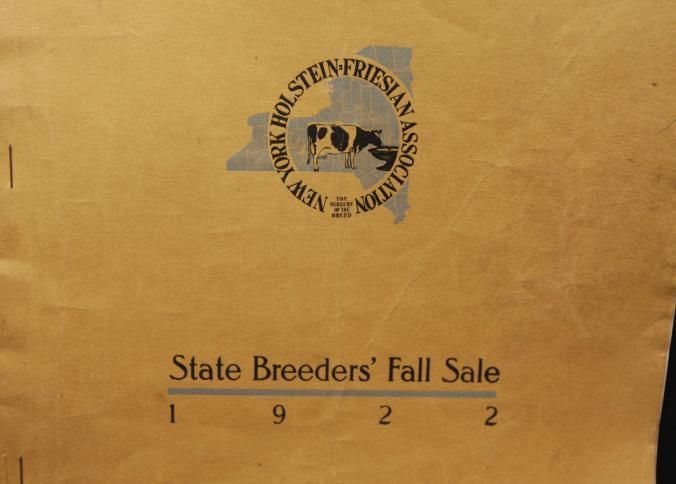 NEW YORK HOLSTEIN-FRIESIAN ASSOCIATION
THE
NURSERY
OF THE
BREED
State Breeders' Fall Sale
1 9 2 2